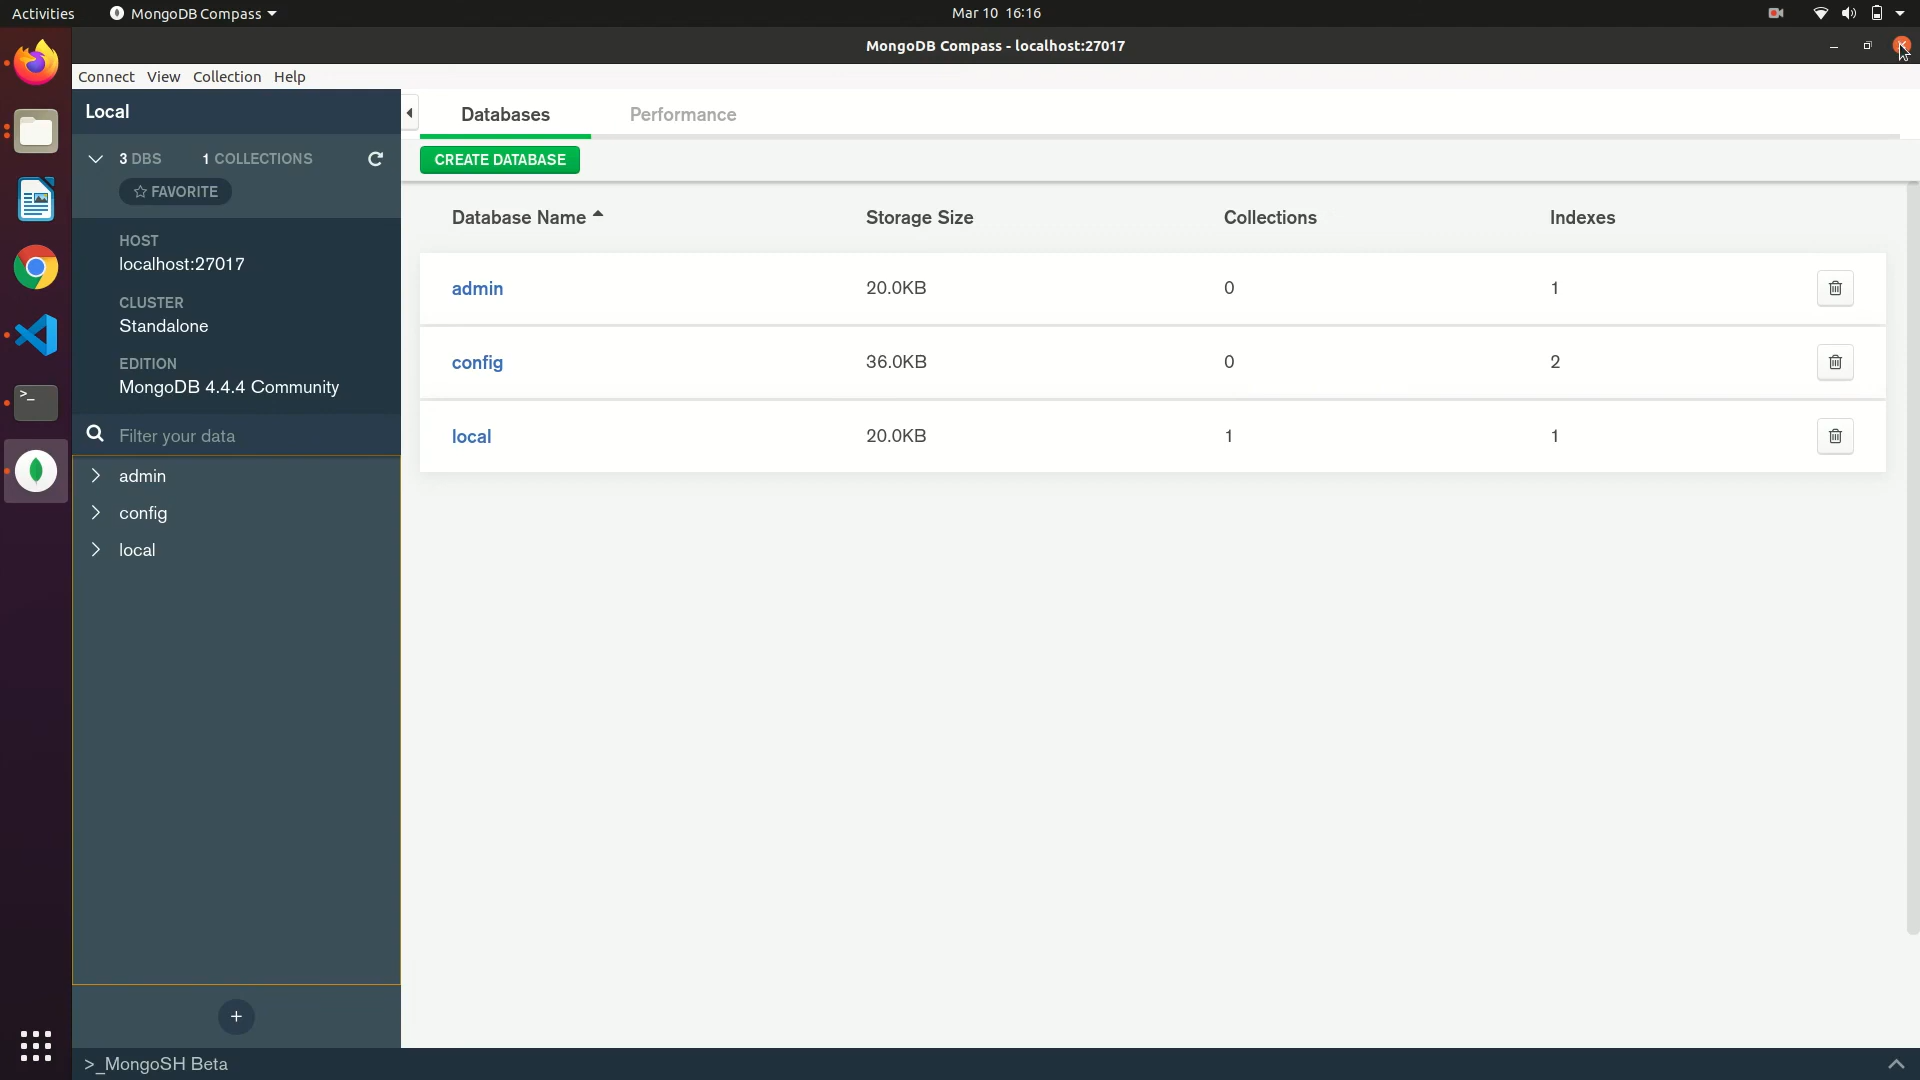 Activities MongoDB Compass Mar 10 16:16
MongoDB Compass - localhost:27017
Connect View Collection Help
Local
3 DBS 1 COLLECTIONS
FAVORITE
HOST
localhost:27017
CLUSTER
Standalone
EDITION
MongoDB 4.4.4 Community
Filter your data
admin
config
local
+
Databases Performance
CREATE DATABASE
Database Name Storage Size Collections Indexes
admin 20.0KB 0 1
config 36.0KB 0 2
local 20.0KB 1 1
>_MongoSH Beta